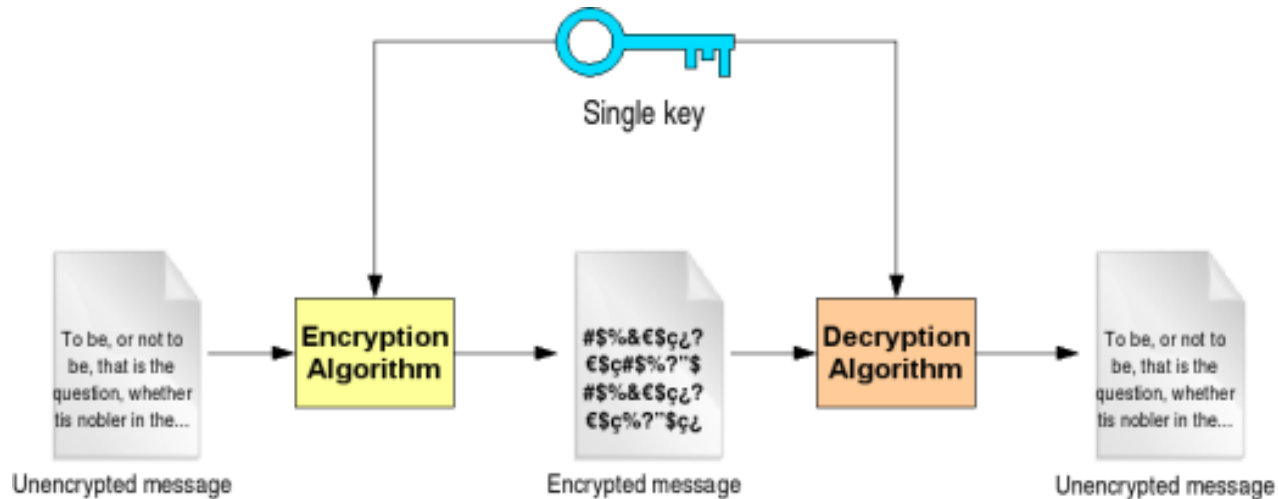 Single key
To be, or not to
be, that is the
question, whether
tis nobler in the...
Unencrypted message
Encryption
Algorithm
#$%&€$ç¿?
€$ç#$%?"$
#$%&€$ç¿?
€$ç%?"$ç¿
Encrypted message
Decryption
Algorithm
To be, or not to
be, that is the
question, whether
tis nobler in the...
Unencrypted message